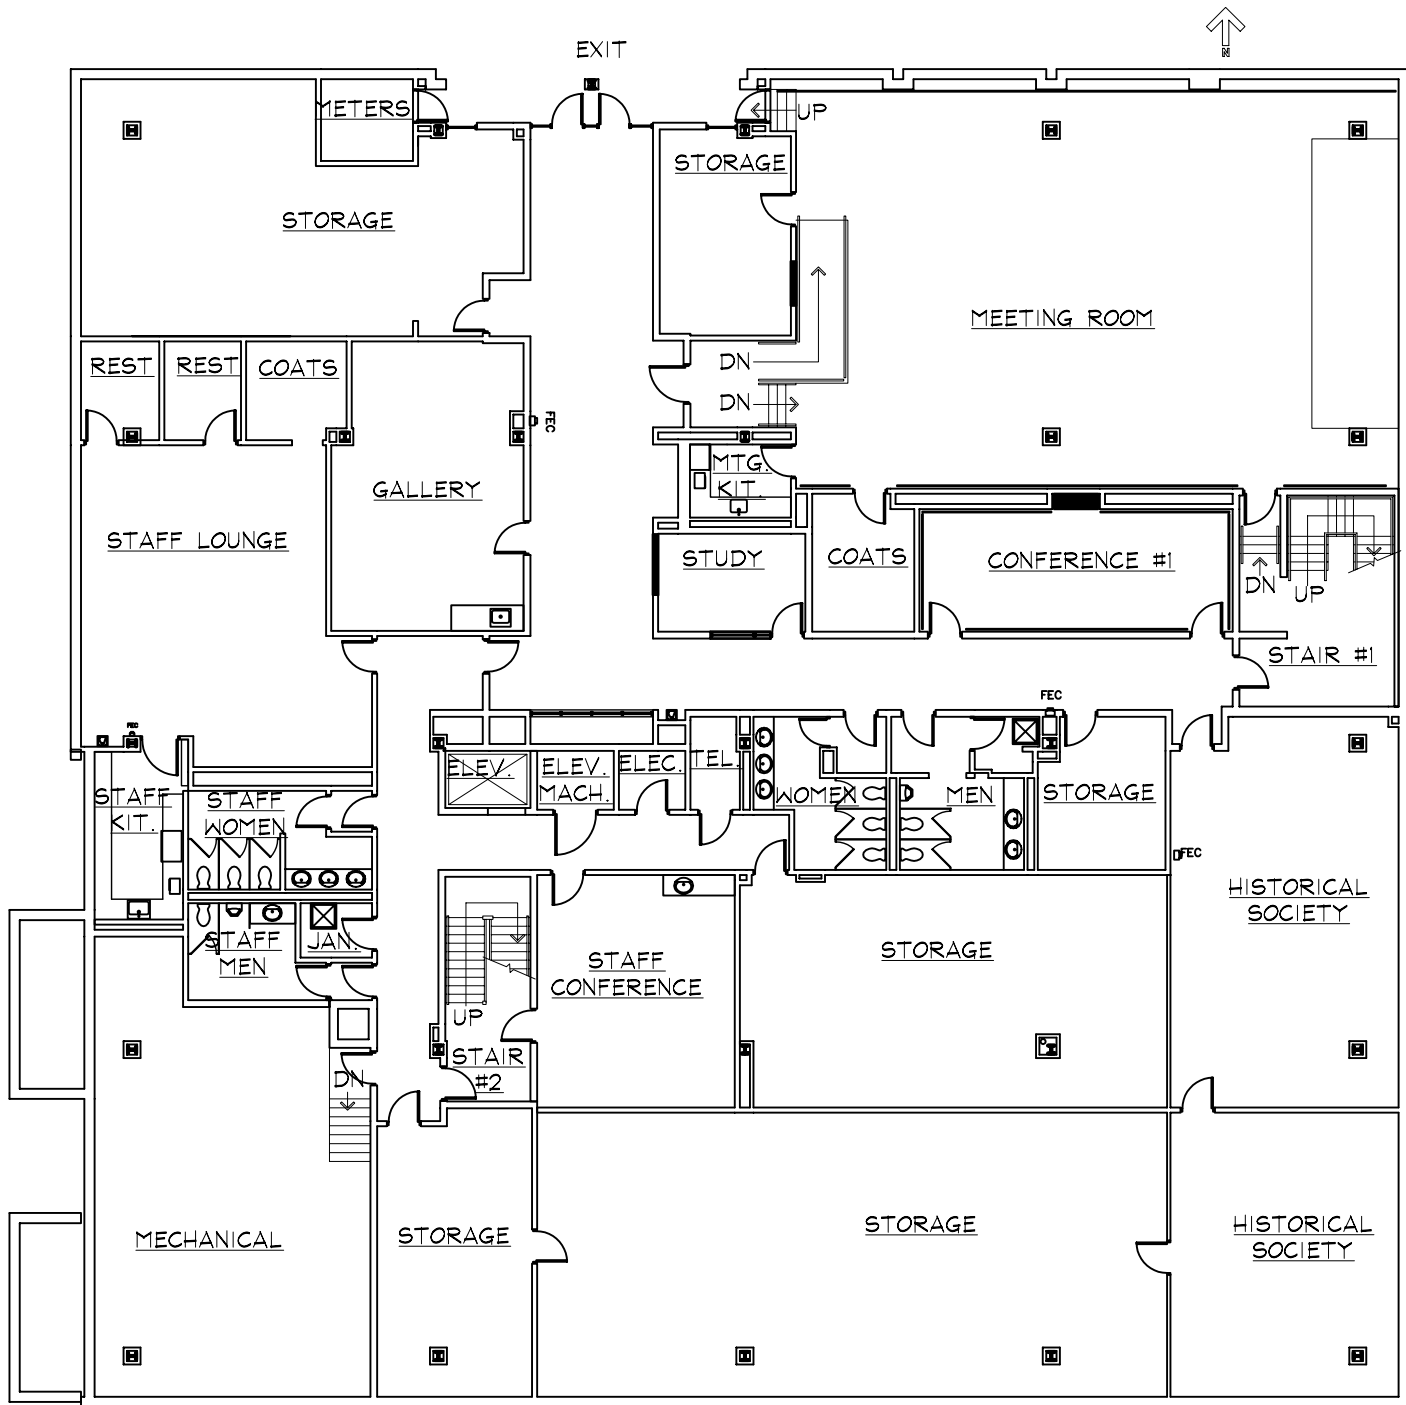 N
EXIT
METERS
UP
STORAGE
STORAGE
MEETING ROOM
DN
REST
REST
COATS
DN
FEC
MTG.
KIT.
GALLERY
STAFF LOUNGE
STUDY
COATS
CONFERENCE #1
DN
UP
STAIR #1
FEC
FEC
ELEV.
ELEV.
MACH.
ELEC.
TEL.
WOMEN
MEN
STORAGE
STAFF
KIT.
STAFF
WOMEN
FEC
HISTORICAL
SOCIETY
STAFF
MEN
JAN.
STORAGE
STAFF
CONFERENCE
UP
STAIR
#2
DN
MECHANICAL
STORAGE
STORAGE
HISTORICAL
SOCIETY